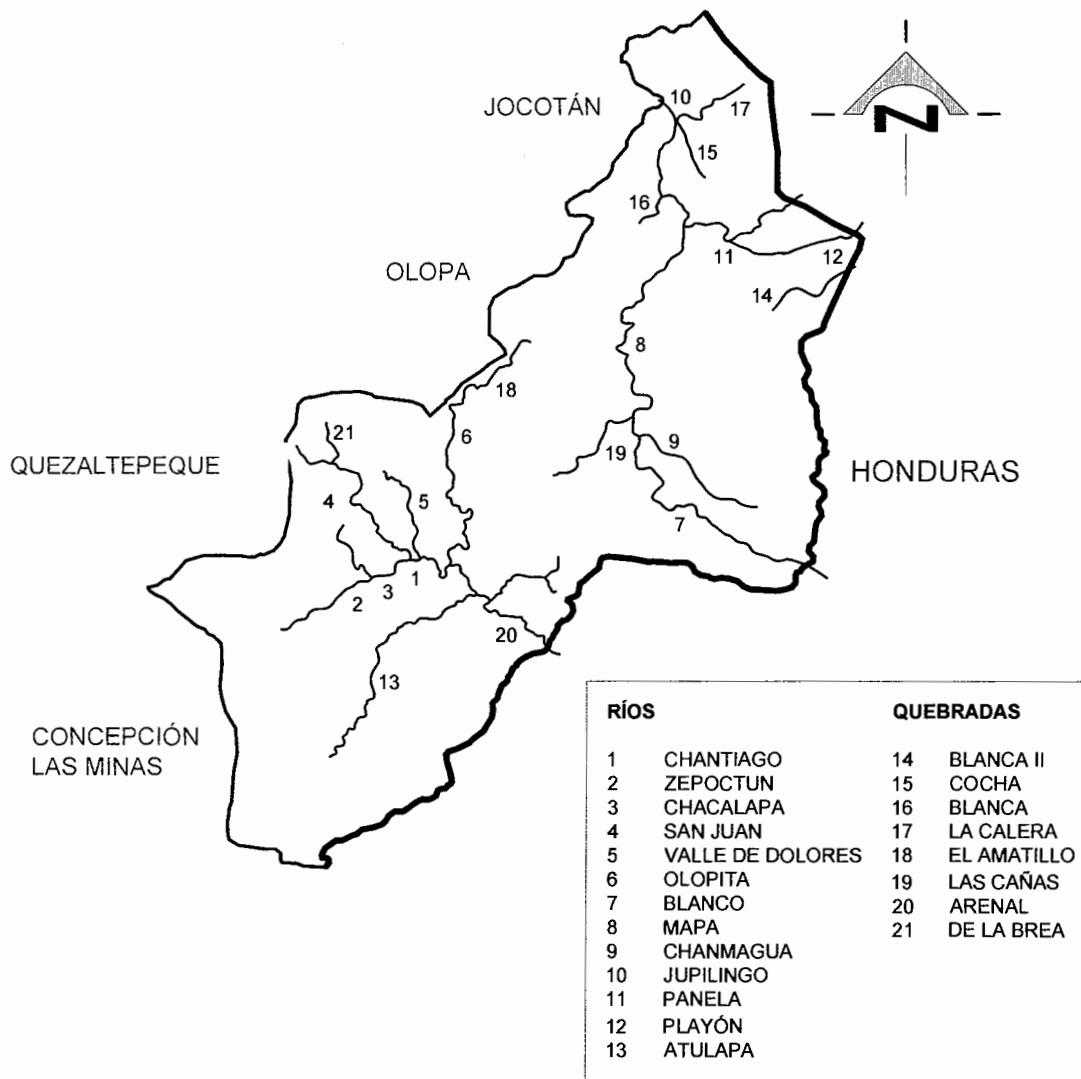 JOCOTÁN
10
17
15
N
16
11
12
OLOPA
14
8
18
6
21
19
9
QUEZALTEPEQUE
HONDURAS
4
5
7
1
2
3
20
13
CONCEPCIÓN
LAS MINAS
RÍOS QUEBRADAS
1 CHANTIAGO 14 BLANCA II
2 ZEPOCTUN 15 COCHA
3 CHACALAPA 16 BLANCA
4 SAN JUAN 17 LA CALERA
5 VALLE DE DOLORES 18 EL AMATILLO
6 OLOPITA 19 LAS CAÑAS
7 BLANCO 20 ARENAL
8 MAPA 21 DE LA BREA
9 CHANMAGUA
10 JUPILINGO
11 PANELA
12 PLAYÓN
13 ATULAPA